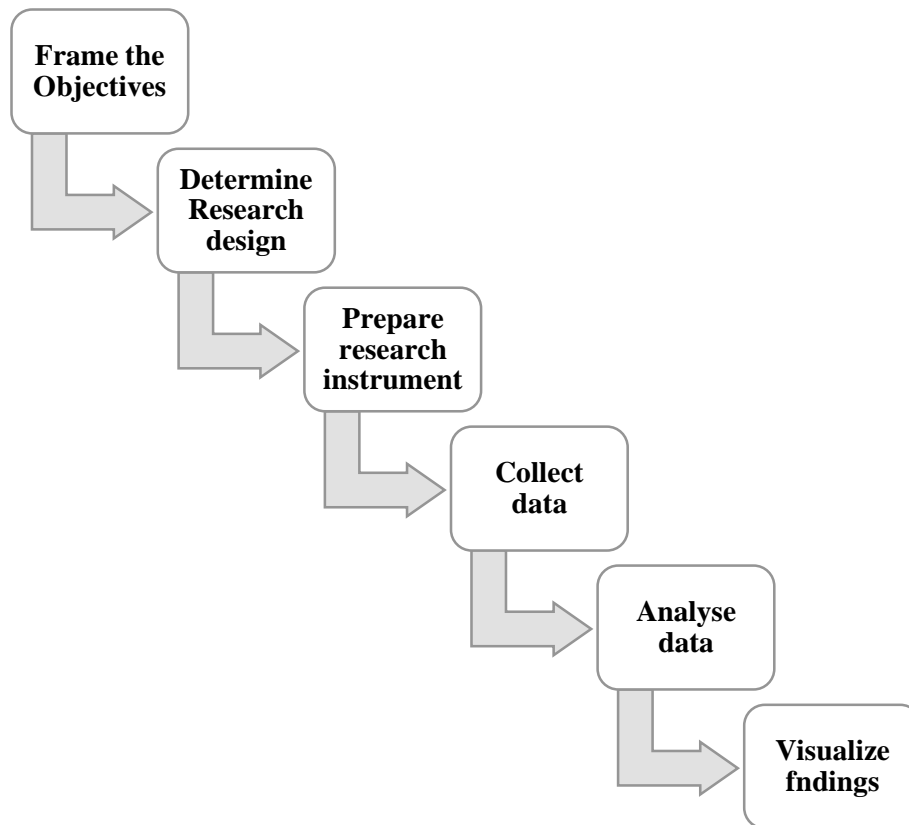 Frame the
Objectives
Determine
Research
design
Prepare
research
instrument
Collect
data
Analyse
data
Visualize
fndings